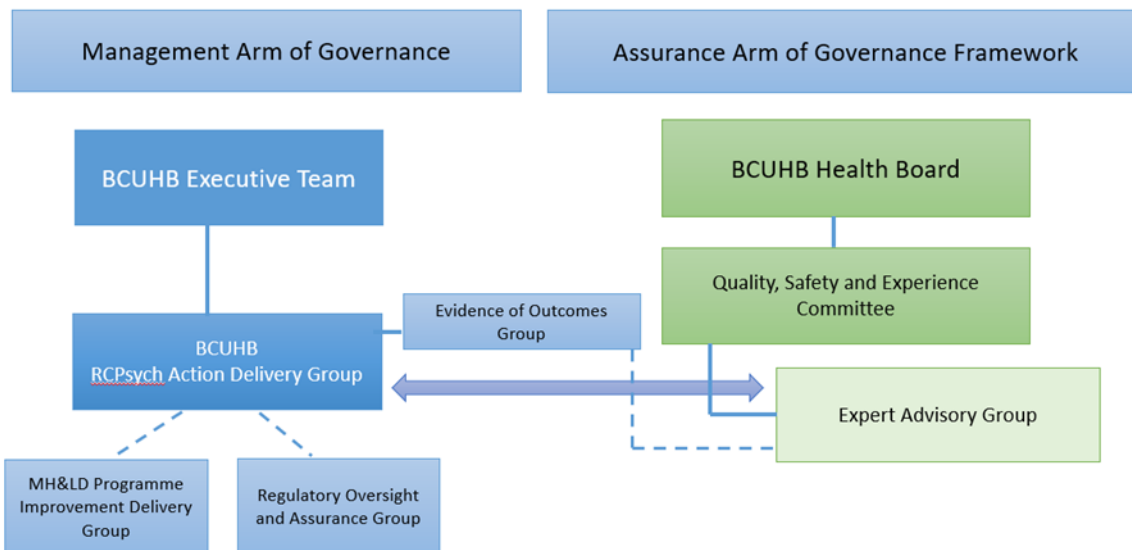 Management Arm of Governance
Assurance Arm of Governance Framework
BCUHB Executive Team
BCUHB Health Board
Quality, Safety and Experience
Committee
Evidence of Outcomes
Group
BCUHB
RCPsych Action Delivery Group
Expert Advisory Group
MH&LD Programme
Improvement Delivery
Group
Regulatory Oversight
and Assurance Group